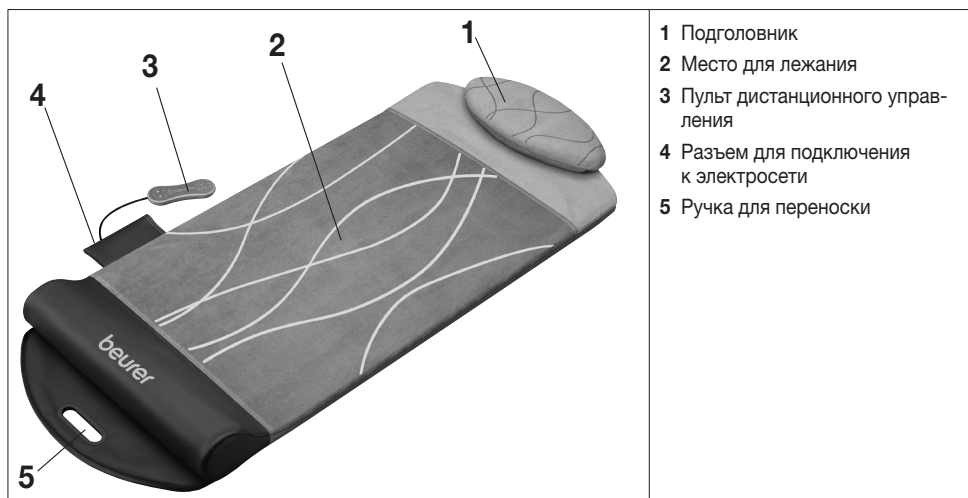 1
2
3
4
5
beurer
1 Подголовник
2 Место для лежания
3 Пульт дистанционного управ-
ления
4 Разъем для подключения
к электросети
5 Ручка для переноски